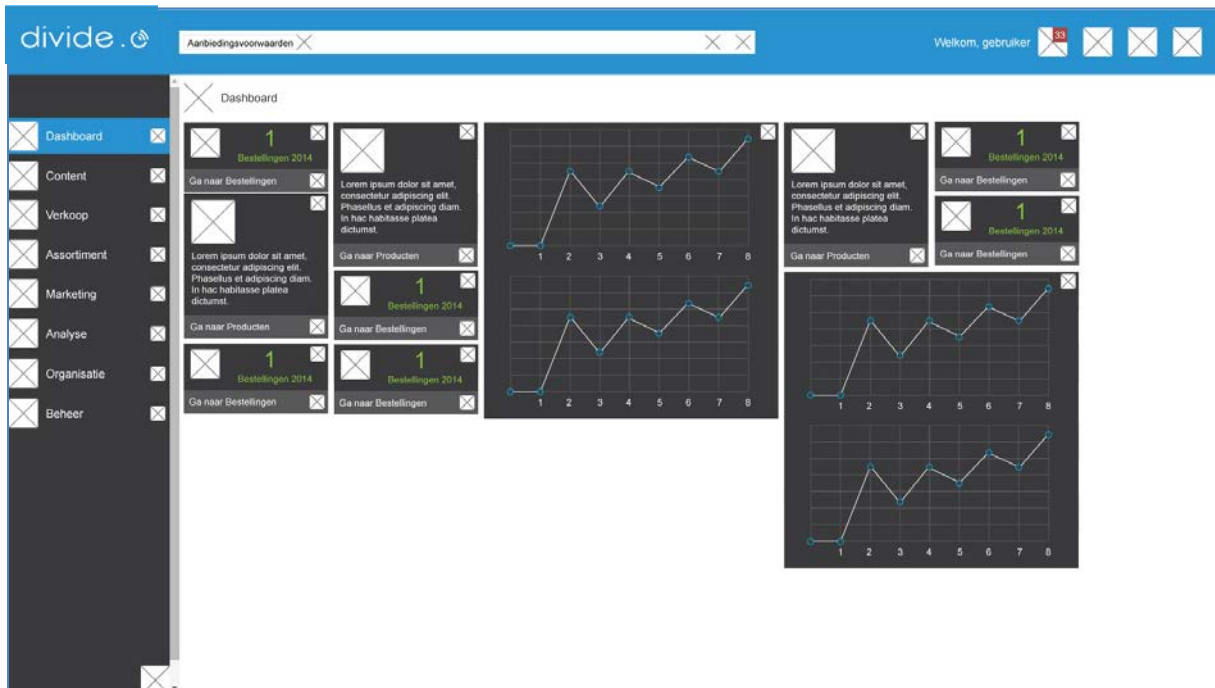 divide.
Aanbiedingsvoorwaarden
Welkom, gebruiker
33
Dashboard
Content
Verkoop
Assortiment
Marketing
Analyse
Organisatie
Beheer
Dashboard
1
Bestellingen 2014
Ga naar Bestellingen
Lorem ipsum dolor sit amet,
consectetur adipiscing elit.
Phasellus et adipiscing diam.
In hac habitasse platea
dictumst.
Ga naar Producten
1
Bestellingen 2014
Ga naar Bestellingen
Lorem ipsum dolor sit amet,
consectetur adipiscing elit.
Phasellus et adipiscing diam.
In hac habitasse platea
dictumst.
Ga naar Producten
1
Bestellingen 2014
Ga naar Bestellingen
1
Bestellingen 2014
Ga naar Bestellingen
1 2 3 4 5 6 7 8
1 2 3 4 5 6 7 8
Lorem ipsum dolor sit amet,
consectetur adipiscing elit.
Phasellus et adipiscing diam.
In hac habitasse platea
dictumst.
Ga naar Producten
1
Bestellingen 2014
Ga naar Bestellingen
1
Bestellingen 2014
Ga naar Bestellingen
1 2 3 4 5 6 7 8
1 2 3 4 5 6 7 8